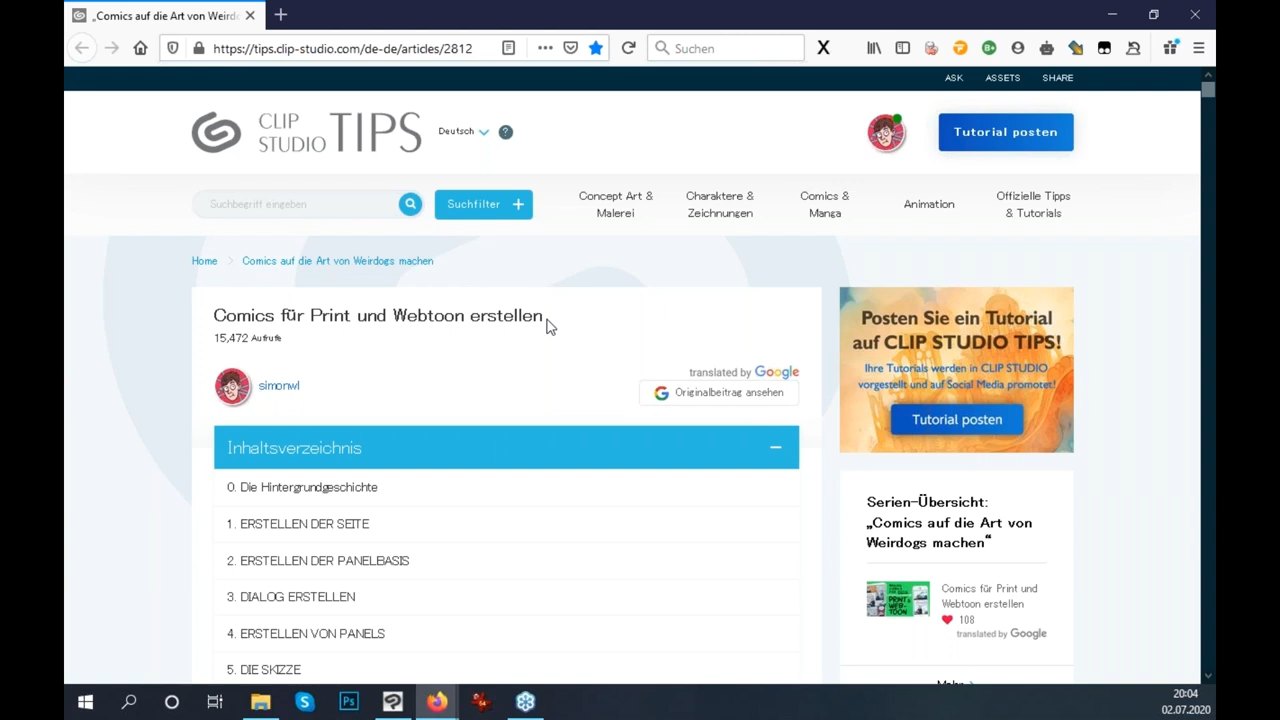 „Comics auf die Art von Weirdo
https://tips.clip-studio.com/de-de/articles/2812
Suchen
ASK ASSETS SHARE
CLIP STUDIO TIPS
Deutsch
?
Tutorial posten
Suchbegriff eingeben
Suchfilter +
Concept Art & Malerei
Charaktere & Zeichnungen
Comics & Manga
Animation
Offizielle Tipps & Tutorials
Home > Comics auf die Art von Weirdogs machen
Comics für Print und Webtoon erstellen
15,472 Aufrufe
simonwl
translated by Google
Originalbeitrag ansehen
Inhaltsverzeichnis
0. Die Hintergrundgeschichte
1. ERSTELLEN DER SEITE
2. ERSTELLEN DER PANELBASIS
3. DIALOG ERSTELLEN
4. ERSTELLEN VON PANELS
5. DIE SKIZZE
Posten Sie ein Tutorial
auf CLIP STUDIO TIPS!
Ihre Tutorials werden in CLIP STUDIO
vorgestellt und auf Social Media promotet!
Tutorial posten
Serien-Übersicht:
„Comics auf die Art von
Weirdogs machen“
PRINT &
WEB-
TOON
Comics für Print und
Webtoon erstellen
108
translated by Google
Ps
20:04
02.07.2020